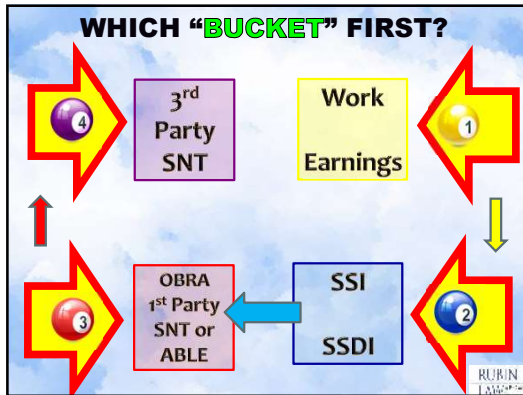 WHICH “BUCKET” FIRST?
4
3rd
Party
SNT
Work
Earnings
1
3
OBRA
1st Party
SNT or
ABLE
SSI
SSDI
2
RUBIN
LAW